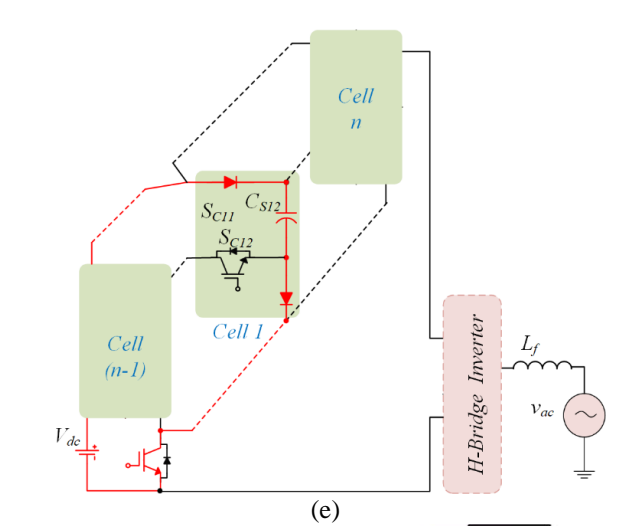 Cell
n
S_C11
C_S12
S_C12
Cell 1
Cell
(n-1)
V_dc
+
H-Bridge Inverter
L_f
v_ac
(e)